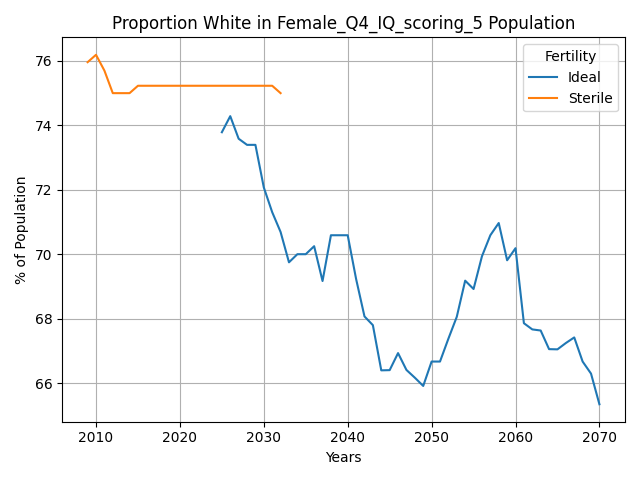 Proportion White in Female_Q4_IQ_scoring_5 Population
Fertility
Ideal
Sterile
% of Population
76
74
72
70
68
66
2010 2020 2030 2040 2050 2060 2070
Years